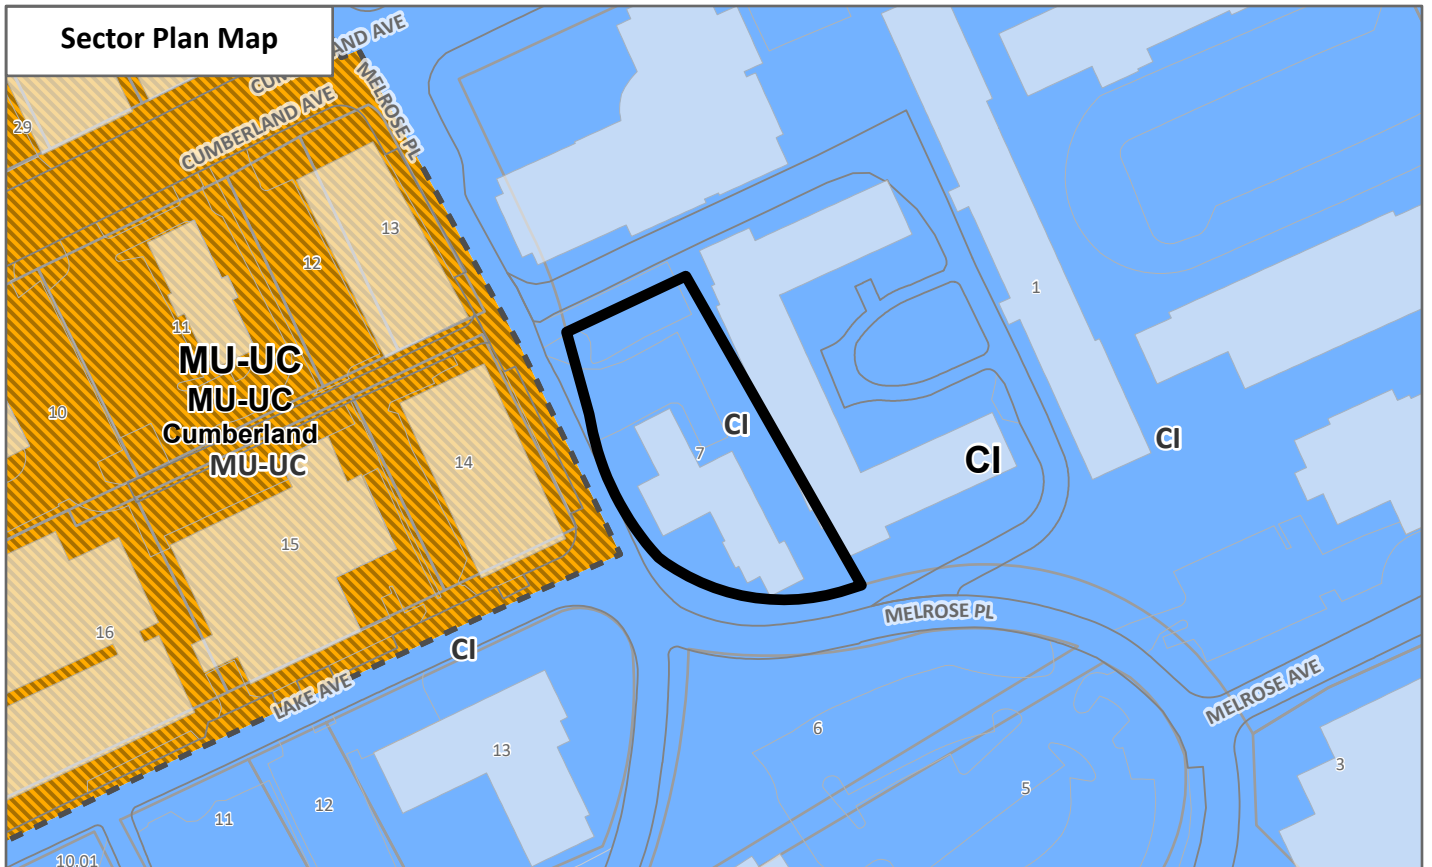 Sector Plan Map
CUMBERLAND AVE
MELROSE PL
CUMBERLAND AVE
29
13
12
11
1
MU-UC
MU-UC
Cumberland
MU-UC
10
14
7
CI
CI
CI
15
16
CI
LAKE AVE
MELROSE PL
MELROSE AVE
13
6
5
3
12
11
10.01